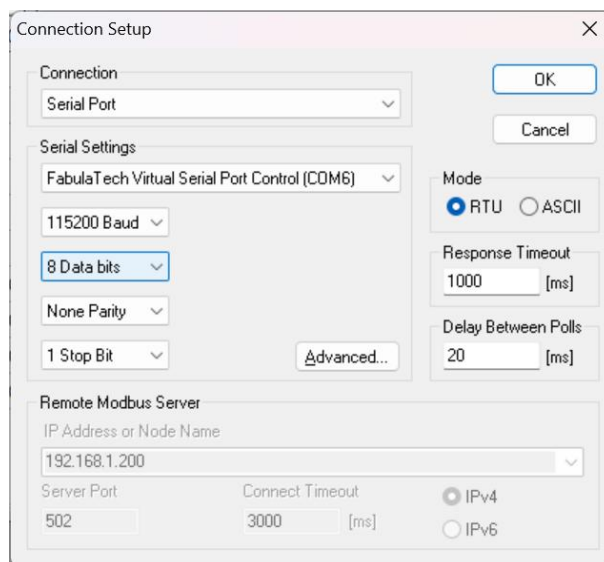 Connection Setup
Connection
Serial Port
OK
Cancel
Serial Settings
FabulaTech Virtual Serial Port Control (COM6)
115200 Baud
8 Data bits
None Parity
1 Stop Bit
Advanced...
Mode
RTU
ASCII
Response Timeout
1000 [ms]
Delay Between Polls
20 [ms]
Remote Modbus Server
IP Address or Node Name
192.168.1.200
Server Port
Connect Timeout
502
3000 [ms]
IPv4
IPv6